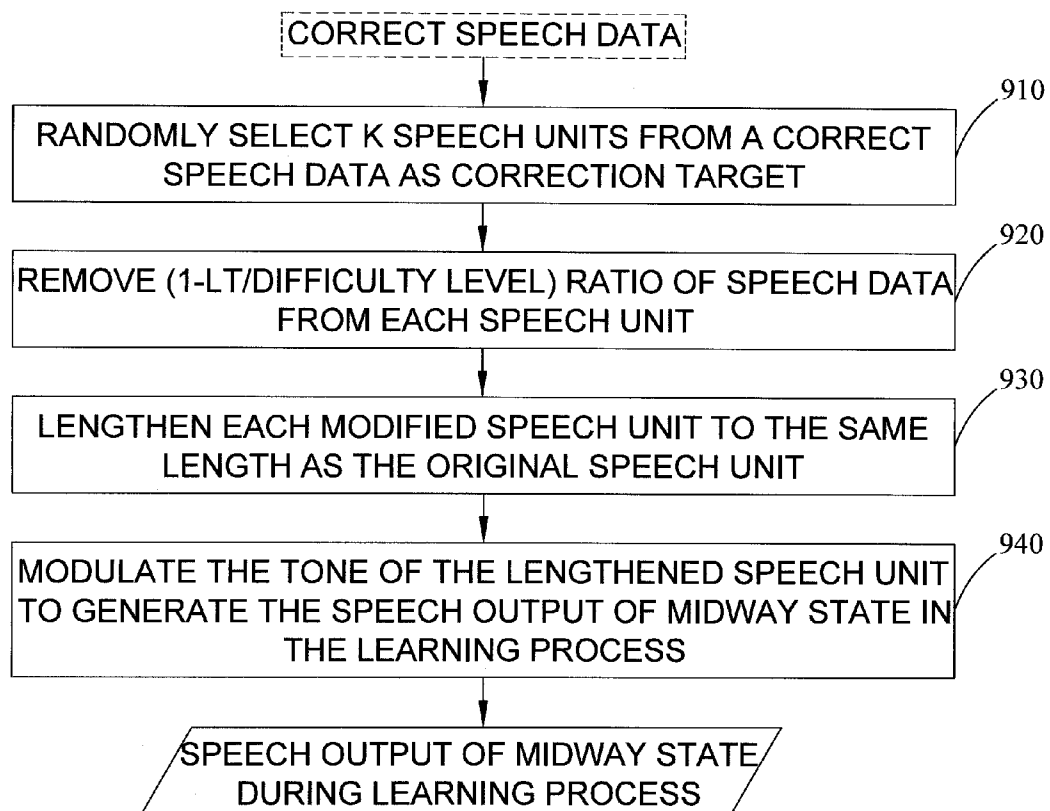 CORRECT SPEECH DATA
910
RANDOMLY SELECT K SPEECH UNITS FROM A CORRECT
SPEECH DATA AS CORRECTION TARGET
920
REMOVE (1-LT/DIFFICULTY LEVEL) RATIO OF SPEECH DATA
FROM EACH SPEECH UNIT
930
LENGTHEN EACH MODIFIED SPEECH UNIT TO THE SAME
LENGTH AS THE ORIGINAL SPEECH UNIT
940
MODULATE THE TONE OF THE LENGTHENED SPEECH UNIT
TO GENERATE THE SPEECH OUTPUT OF MIDWAY STATE IN
THE LEARNING PROCESS
SPEECH OUTPUT OF MIDWAY STATE
DURING LEARNING PROCESS